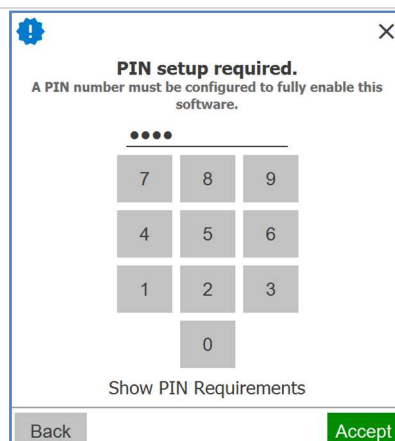 PIN setup required.
A PIN number must be configured to fully enable this
software.
●●●●
7 8 9
4 5 6
1 2 3
0
Show PIN Requirements
Back Accept